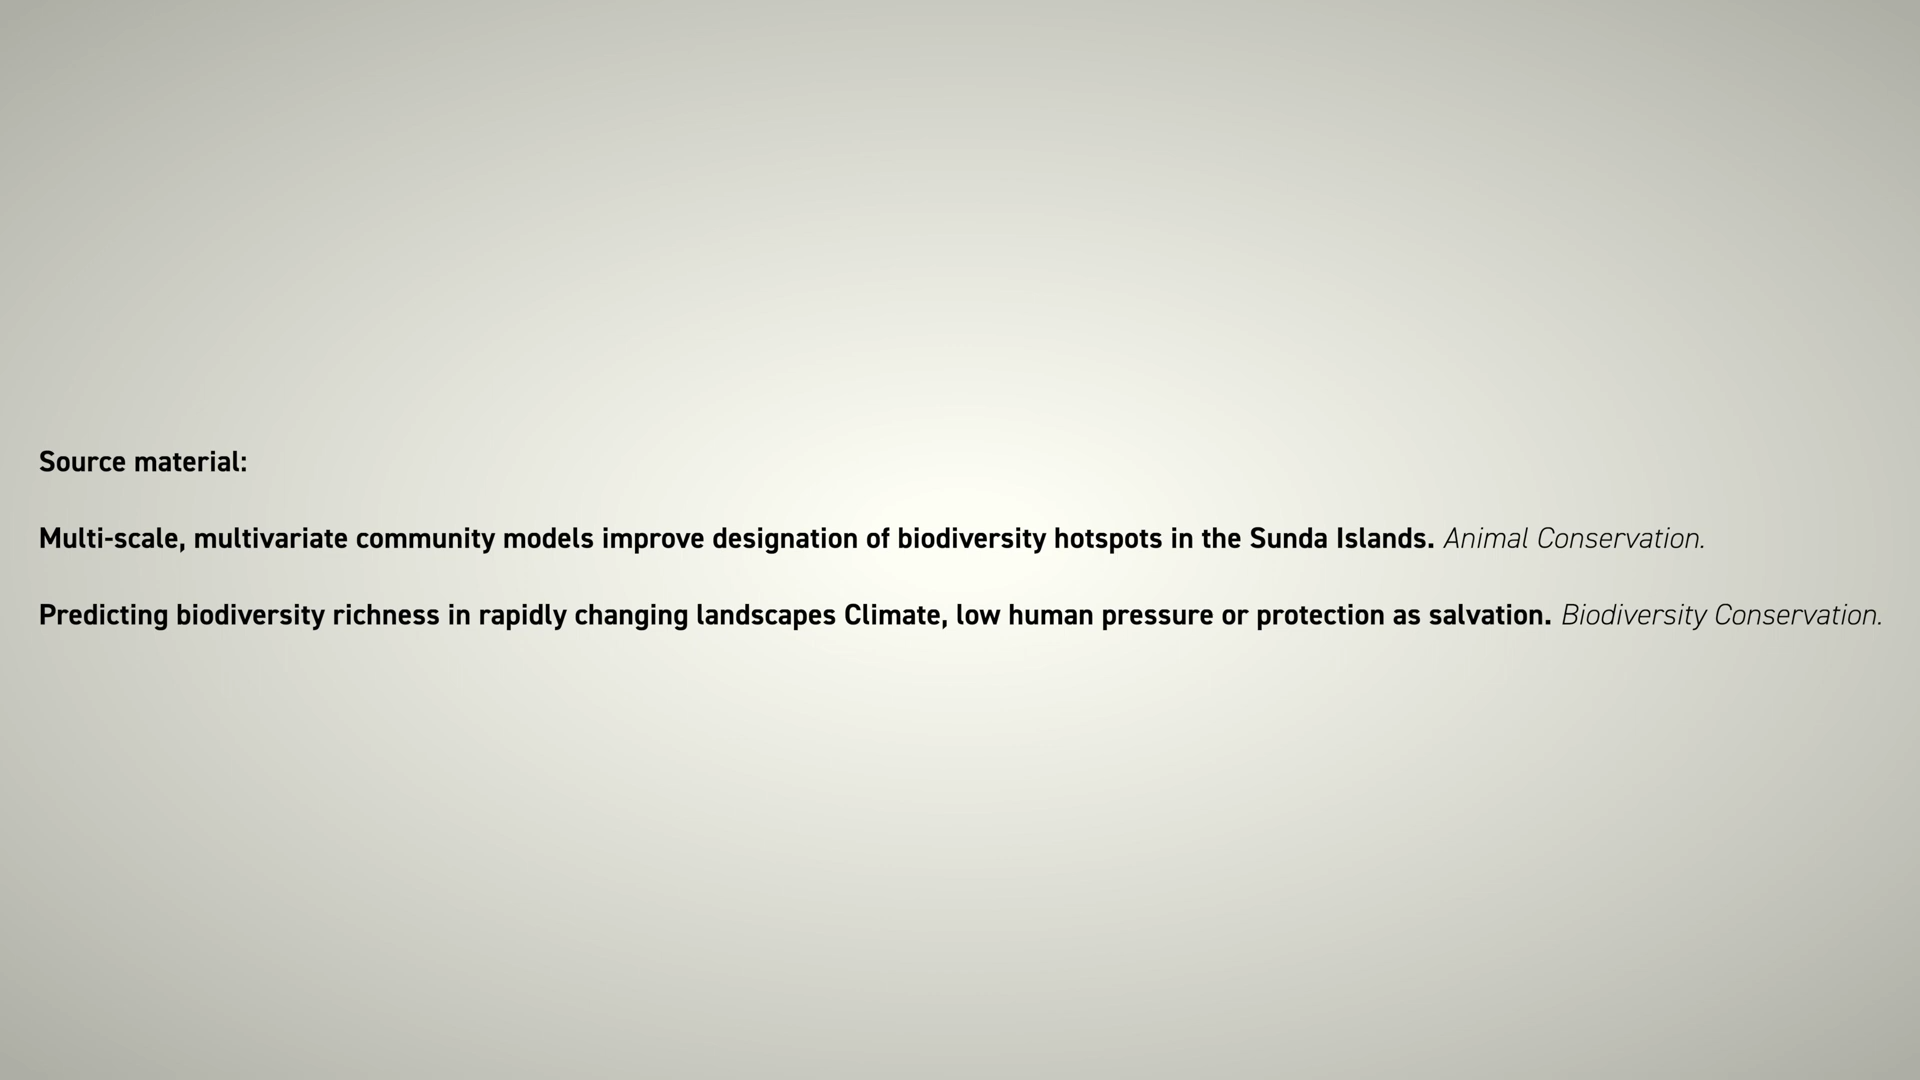 Source material:
Multi-scale, multivariate community models improve designation of biodiversity hotspots in the Sunda Islands. Animal Conservation.
Predicting biodiversity richness in rapidly changing landscapes Climate, low human pressure or protection as salvation. Biodiversity Conservation.